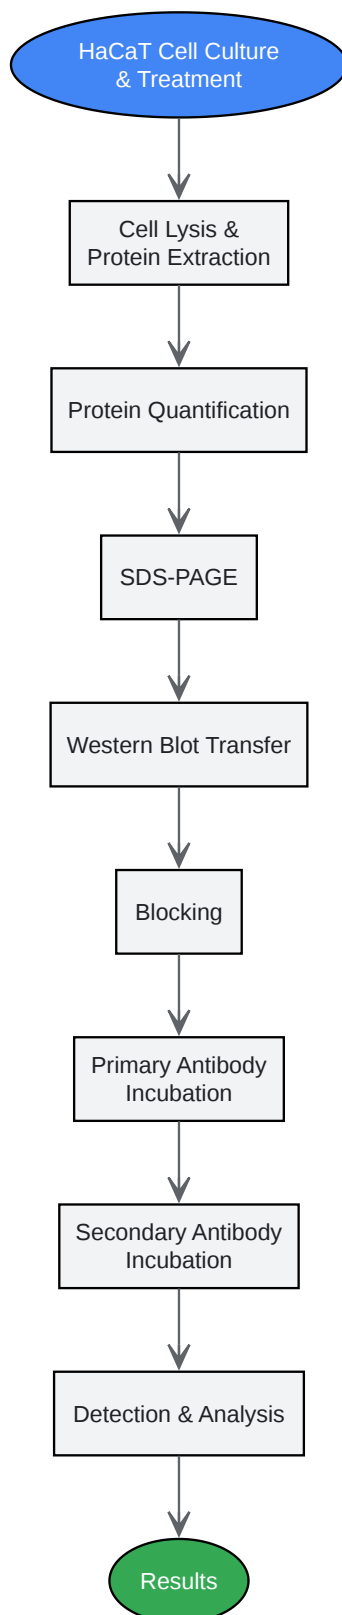 HaCaT Cell Culture
& Treatment
Cell Lysis &
Protein Extraction
Protein Quantification
SDS-PAGE
Western Blot Transfer
Blocking
Primary Antibody
Incubation
Secondary Antibody
Incubation
Detection & Analysis
Results